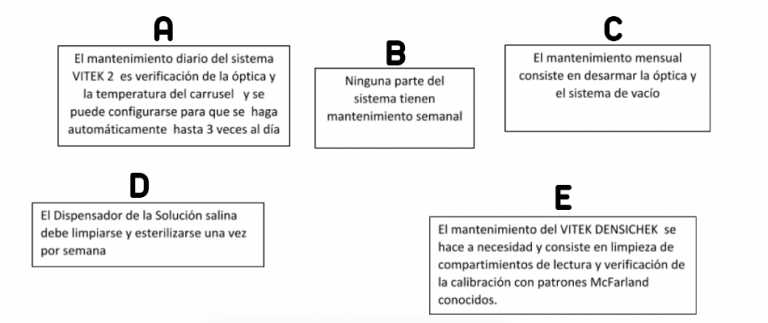 A
El mantenimiento diario del sistema
VITEK 2 es verificación de la óptica y
la temperatura del carrusel y se
puede configurarse para que se haga
automáticamente hasta 3 veces al día
B
Ninguna parte del
sistema tienen
mantenimiento semanal
C
El mantenimiento mensual
consiste en desarmar la óptica y
el sistema de vacío
D
El Dispensador de la Solución salina
debe limpiarse y esterilizarse una vez
por semana
E
El mantenimiento del VITEK DENSICHEK se
hace a necesidad y consiste en limpieza de
compartimientos de lectura y verificación de
la calibración con patrones McFarland
conocidos.